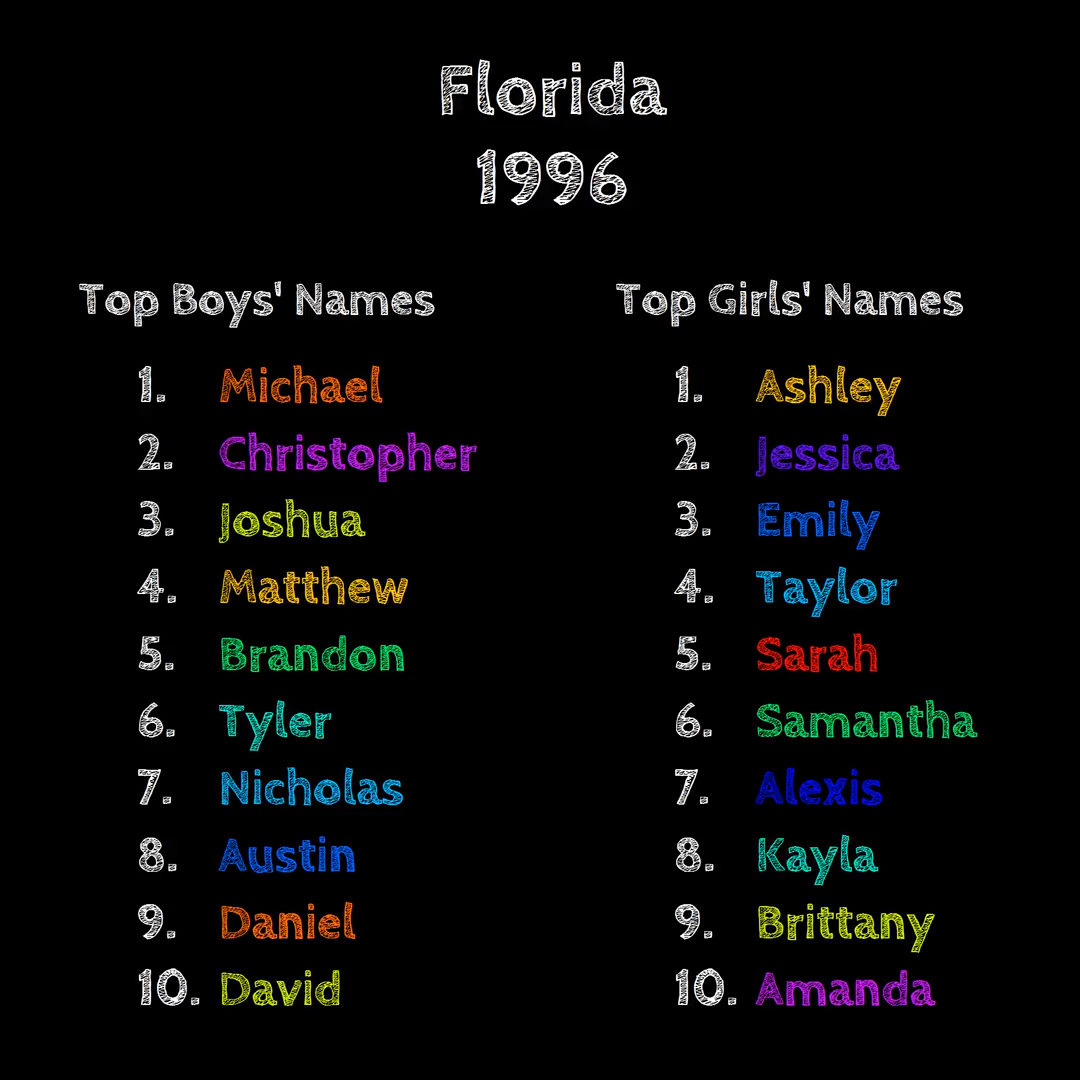 Florida
1996
Top Boys' Names
1. Michael
2. Christopher
3. Joshua
4. Matthew
5. Brandon
6. Tyler
7. Nicholas
8. Austin
9. Daniel
10. David
Top Girls' Names
1. Ashley
2. Jessica
3. Emily
4. Taylor
5. Sarah
6. Samantha
7. Alexis
8. Kayla
9. Brittany
10. Amanda